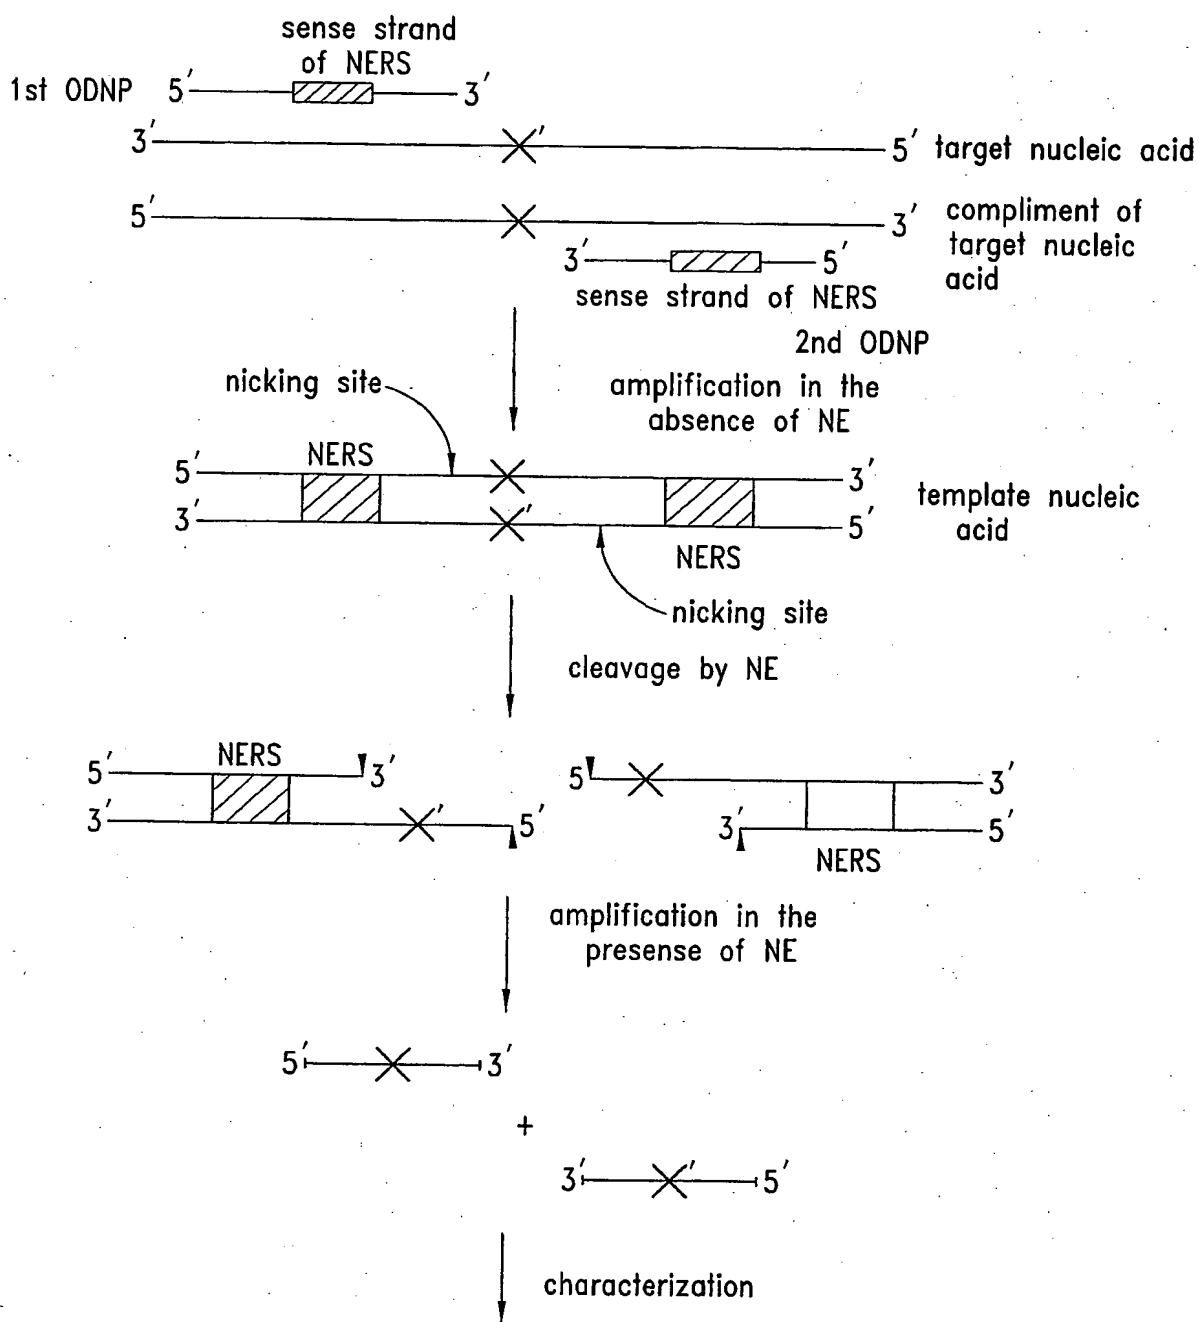 sense strand
of NERS
1st ODNP 5′ 3′
3′ X′ 5′ target nucleic acid
5′ X 3′ compliment of
target nucleic
acid
3′ 5′
sense strand of NERS
2nd ODNP
amplification in the
absence of NE
nicking site
NERS
5′ X 3′
3′ X′ 5′
template nucleic
acid
NERS
nicking site
cleavage by NE
NERS
5′ 3′
3′ X′ 5′
5′ X 3′
3′ 5′
NERS
amplification in the
presense of NE
5′ X 3′
+
3′ X′ 5′
characterization